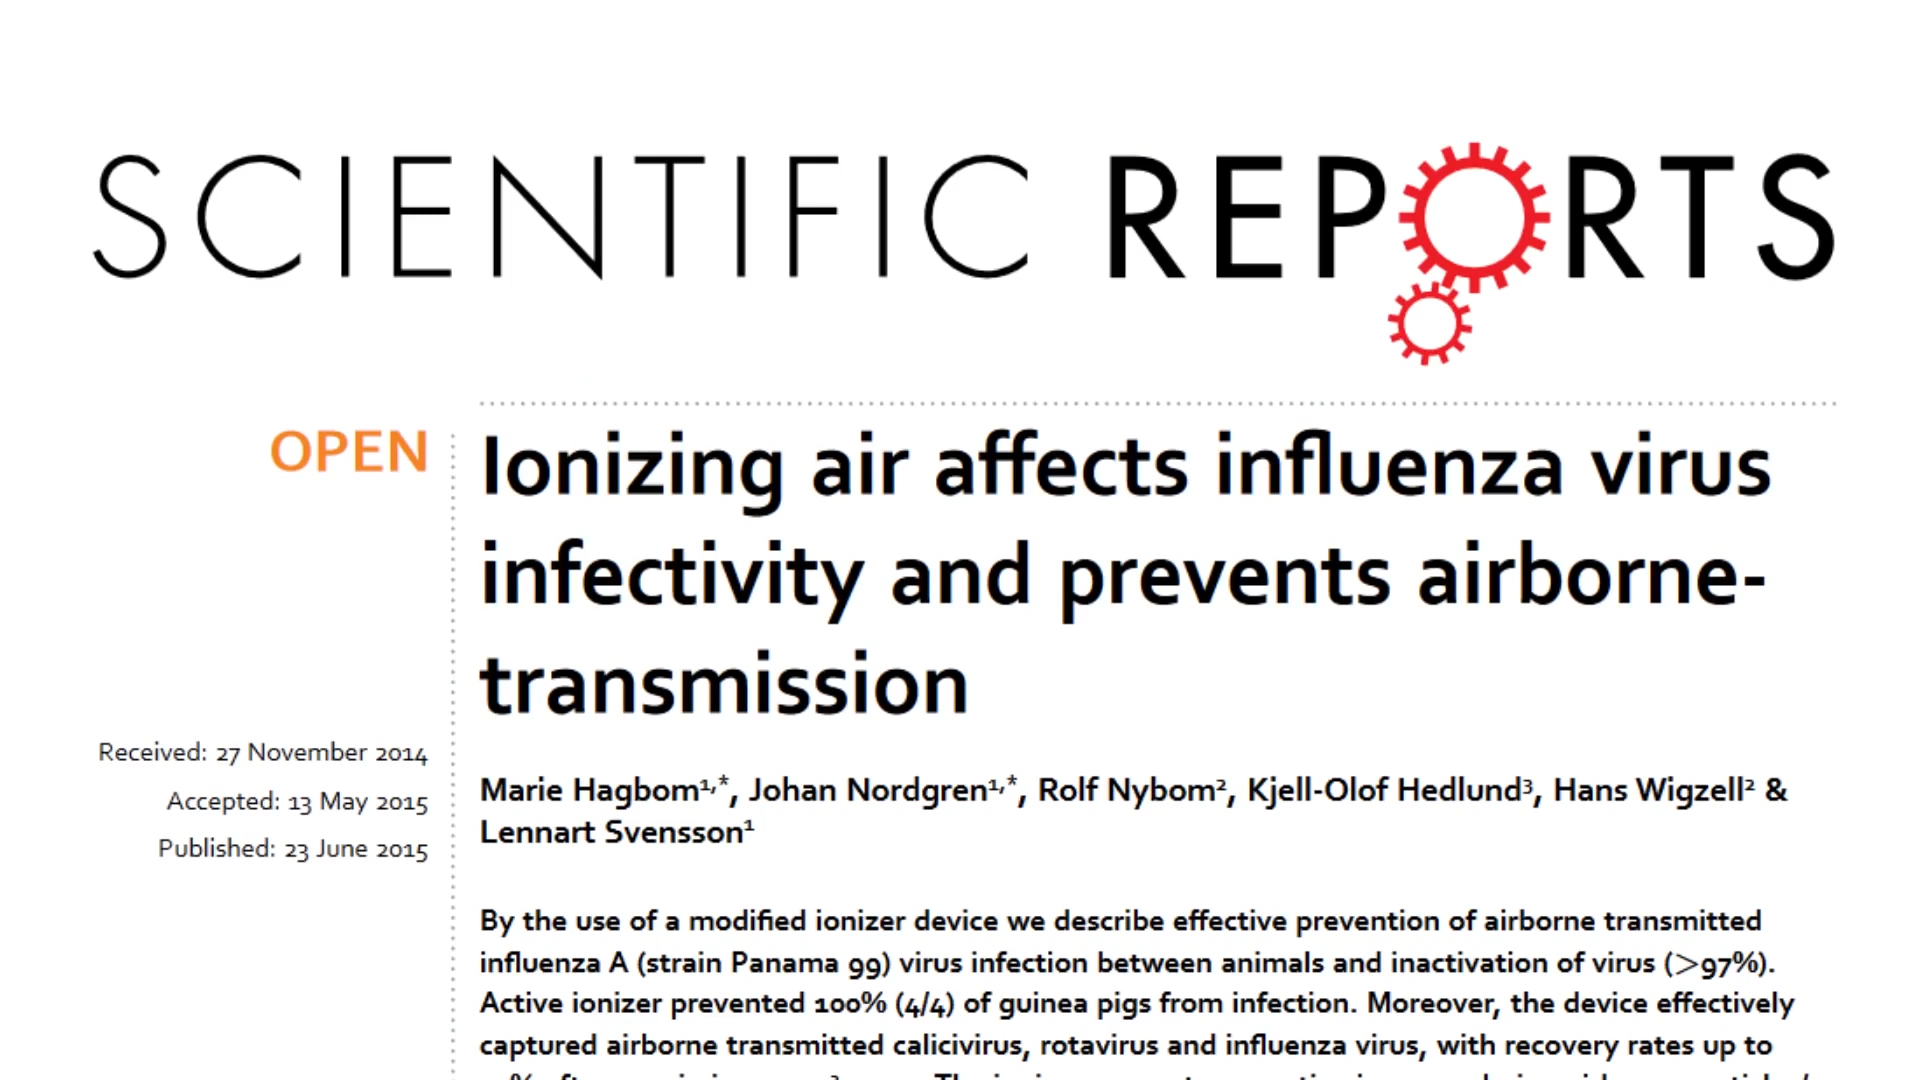 SCIENTIFIC REPORTS
OPEN
Ionizing air affects influenza virus
infectivity and prevents airborne-
transmission
Received: 27 November 2014
Accepted: 13 May 2015
Published: 23 June 2015
Marie Hagbom¹,*, Johan Nordgren¹,*, Rolf Nybom², Kjell-Olof Hedlund³, Hans Wigzell² &
Lennart Svensson¹
By the use of a modified ionizer device we describe effective prevention of airborne transmitted
influenza A (strain Panama 99) virus infection between animals and inactivation of virus (>97%).
Active ionizer prevented 100% (4/4) of guinea pigs from infection. Moreover, the device effectively
captured airborne transmitted calicivirus, rotavirus and influenza virus, with recovery rates up to